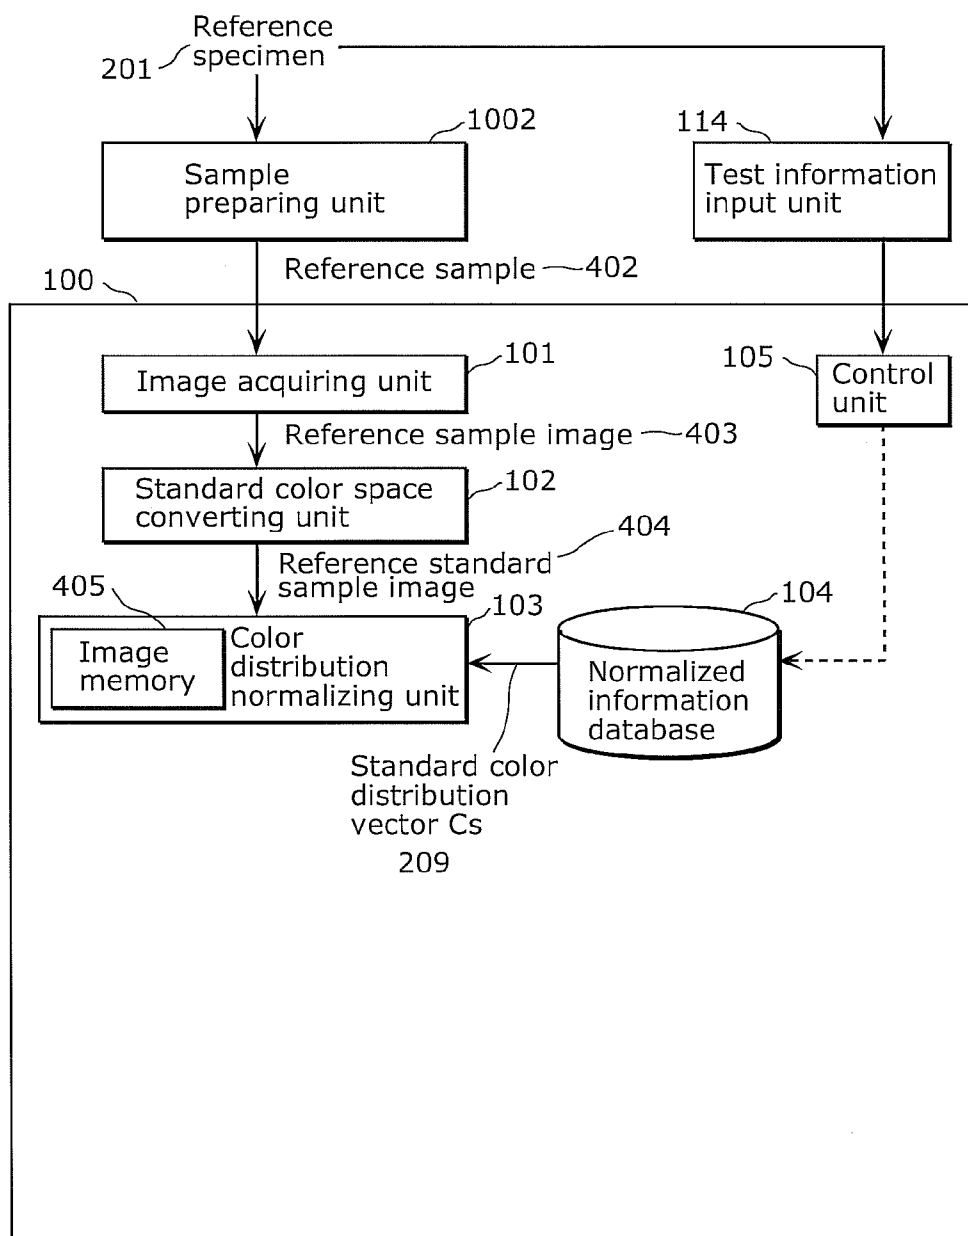 Reference
specimen
201
1002
114
Sample
preparing unit
Test information
input unit
Reference sample
402
100
101
105
Image acquiring unit
Control
unit
Reference sample image
403
102
Standard color space
converting unit
404
Reference standard
sample image
405
103
104
Image
memory
Color
distribution
normalizing unit
Normalized
information
database
Standard color
distribution
vector Cs
209